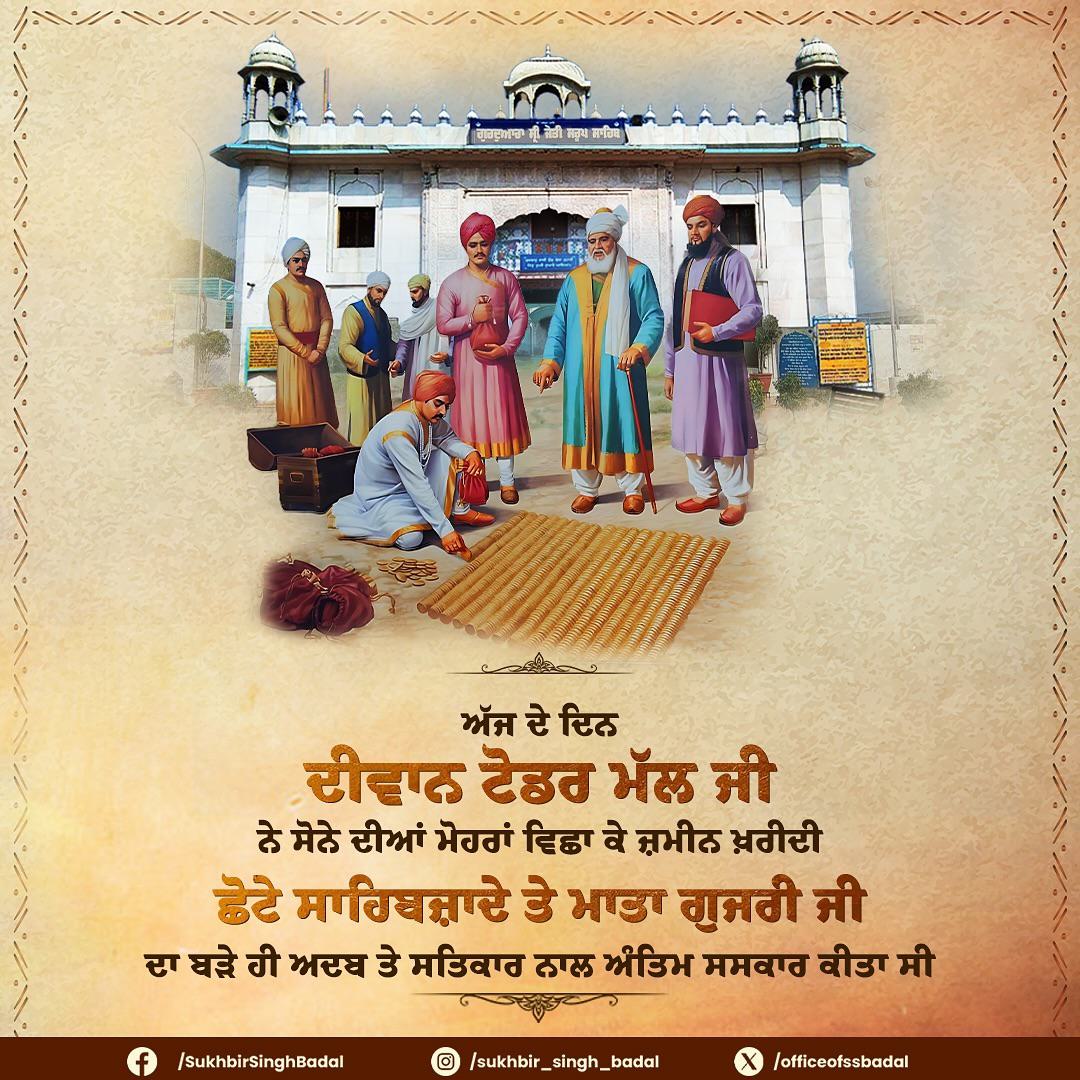 ਗੁਰਦੁਆਰਾ ਸ੍ਰੀ ਜੋਤੀ ਸਰੂਪ ਸਾਹਿਬ
ਅੱਜ ਦੇ ਦਿਨ
ਦੀਵਾਨ ਟੋਡਰ ਮੱਲ ਜੀ
ਨੇ ਸੋਨੇ ਦੀਆਂ ਮੋਹਰਾਂ ਵਿਛਾ ਕੇ ਜ਼ਮੀਨ ਖ਼ਰੀਦੀ
ਛੋਟੇ ਸਾਹਿਬਜ਼ਾਦੇ ਤੇ ਮਾਤਾ ਗੁਜਰੀ ਜੀ
ਦਾ ਬੜੇ ਹੀ ਅਦਬ ਤੇ ਸਤਿਕਾਰ ਨਾਲ ਅੰਤਿਮ ਸਸਕਾਰ ਕੀਤਾ ਸੀ
/SukhbirSinghBadal /sukhbir_singh_badal /officeofssbadal